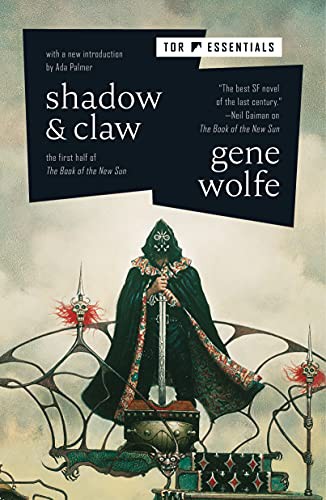 TOR ESSENTIALS
with a new introduction
by Ada Palmer
shadow
& claw
the first half of
The Book of the New Sun
"The best SF novel
of the last century."
—Neil Gaiman on
The Book of the New Sun
gene
wolfe